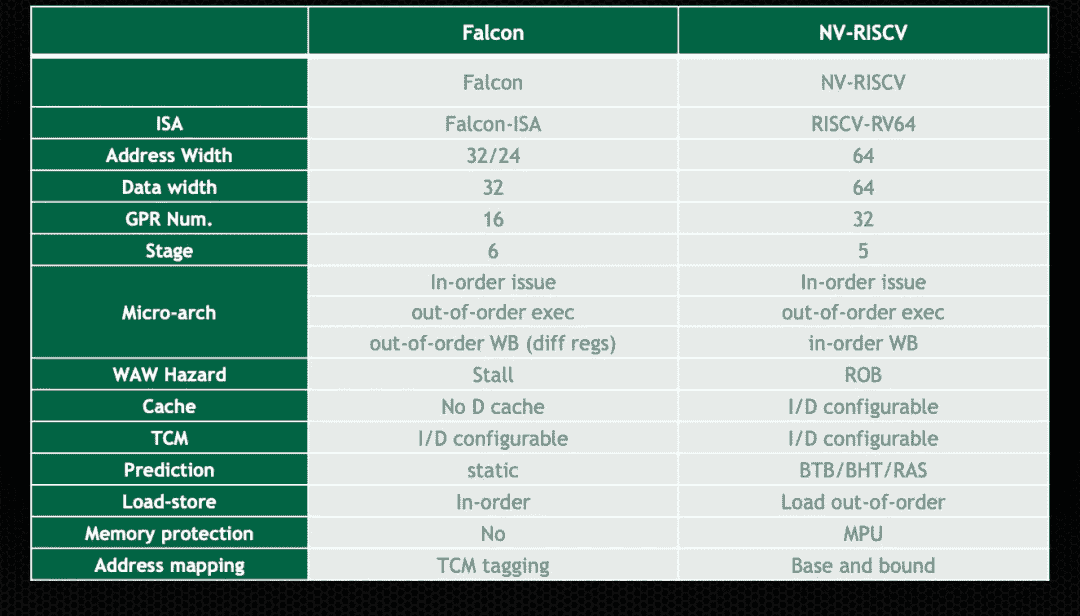 Falcon NV-RISCV
Falcon NV-RISCV
ISA Falcon-ISA RISCV-RV64
Address Width 32/24 64
Data width 32 64
GPR Num. 16 32
Stage 6 5
Micro-arch In-order issue In-order issue
out-of-order exec out-of-order exec
out-of-order WB (diff regs) in-order WB
WAW Hazard Stall ROB
Cache No D cache I/D configurable
TCM I/D configurable I/D configurable
Prediction static BTB/BHT/RAS
Load-store In-order Load out-of-order
Memory protection No MPU
Address mapping TCM tagging Base and bound